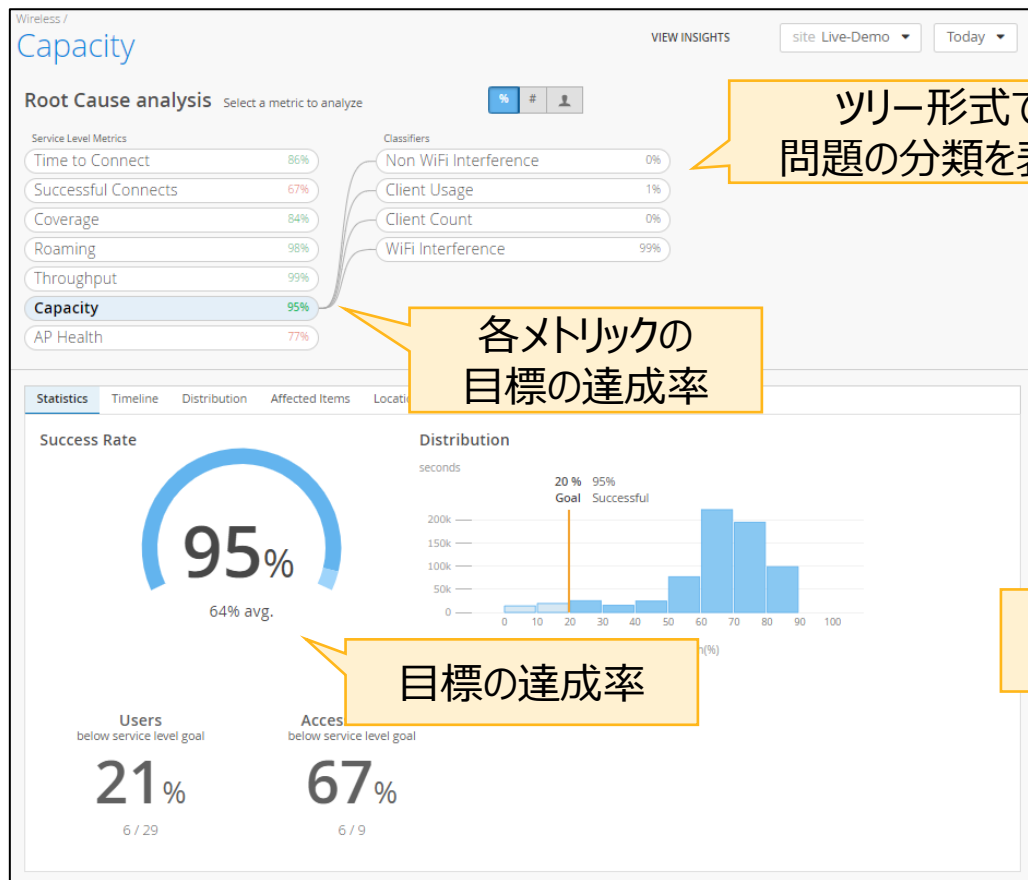 Wireless /
Capacity
VIEW INSIGHTS
site Live-Demo
Today
Root Cause analysis Select a metric to analyze
% #
ツリー形式で
問題の分類を
Service Level Metrics
Classifiers
Time to Connect 86%
Non WiFi Interference 0%
Successful Connects 67%
Client Usage 1%
Coverage 84%
Client Count 0%
Roaming 98%
WiFi Interference 99%
Throughput 99%
Capacity 95%
AP Health 77%
各メトリックの
目標の達成率
Statistics Timeline Distribution Affected Items
Success Rate
Distribution
seconds
20 % 95%
Goal Successful
200k
150k
100k
50k
0
0 10 20 30 40 50 60 70 80 90 100
n(%)
95%
64% avg.
目標の達成率
Users
below service level goal
21%
6 / 29
below service level goal
67%
6 / 9